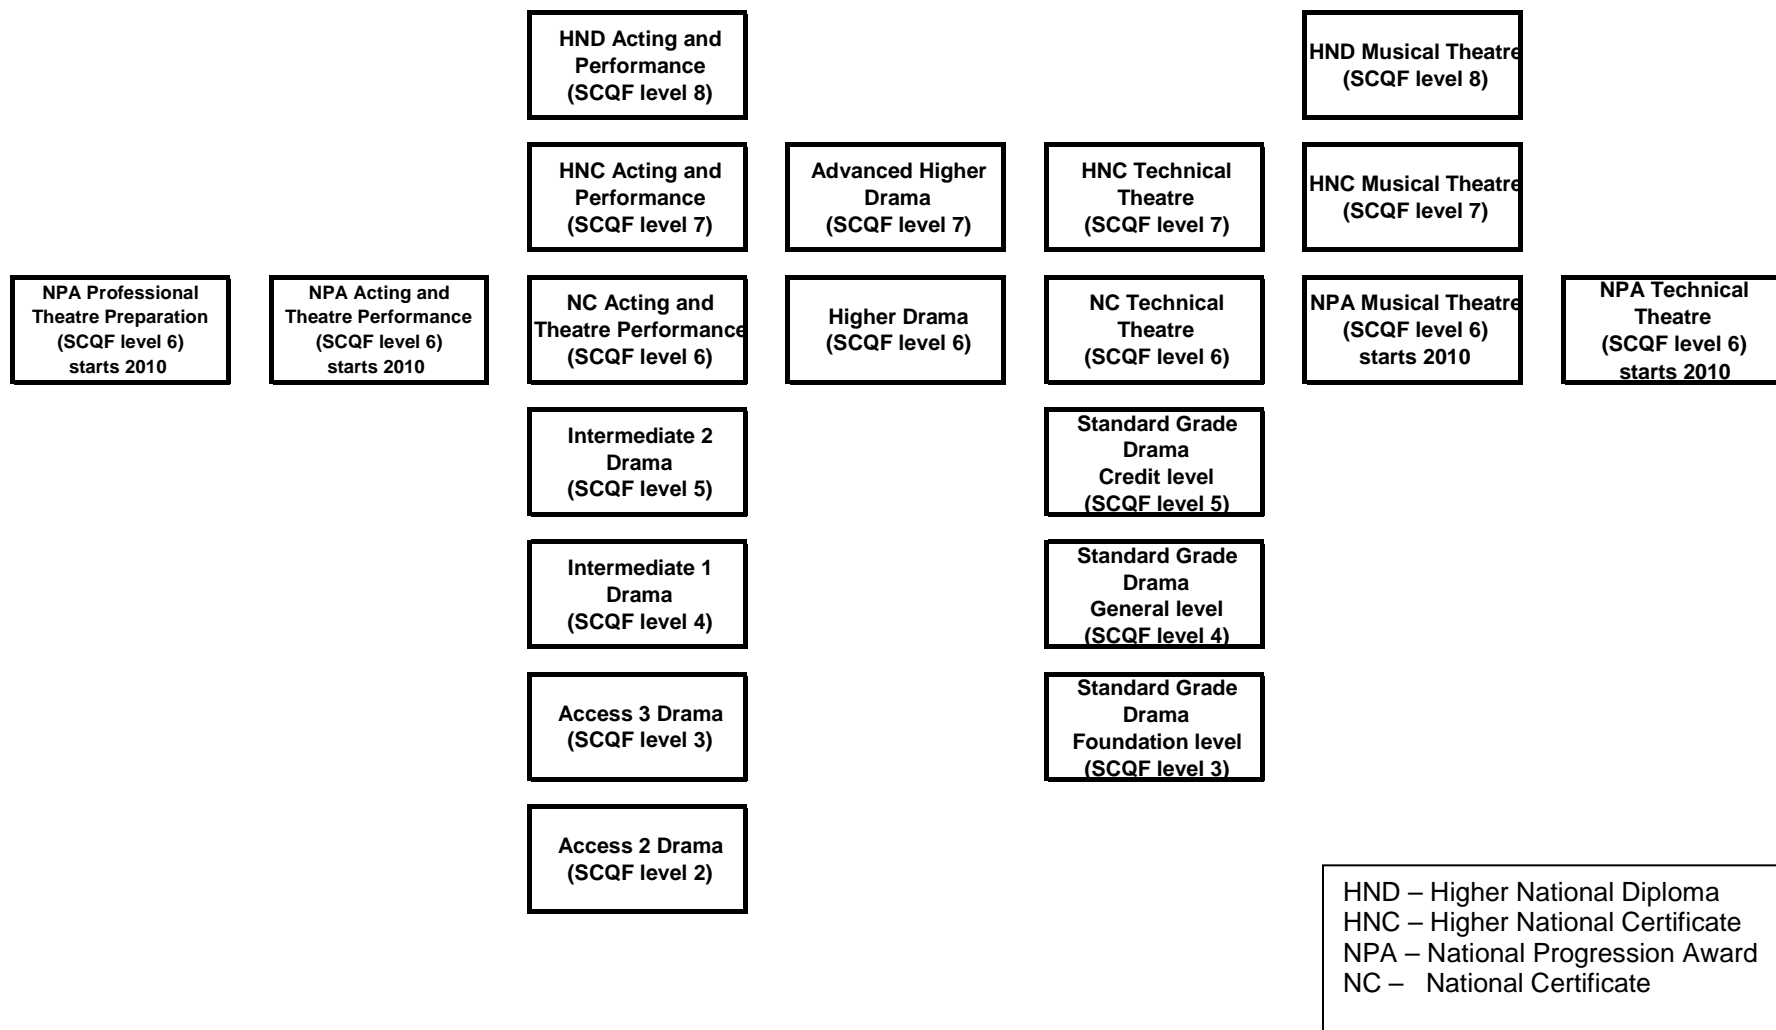 HND Acting and
Performance
(SCQF level 8)
HND Musical Theatre
(SCQF level 8)
HNC Acting and
Performance
(SCQF level 7)
Advanced Higher
Drama
(SCQF level 7)
HNC Technical
Theatre
(SCQF level 7)
HNC Musical Theatre
(SCQF level 7)
NPA Professional
Theatre Preparation
(SCQF level 6)
starts 2010
NPA Acting and
Theatre Performance
(SCQF level 6)
starts 2010
NC Acting and
Theatre Performance
(SCQF level 6)
Higher Drama
(SCQF level 6)
NC Technical
Theatre
(SCQF level 6)
NPA Musical Theatre
(SCQF level 6)
starts 2010
NPA Technical
Theatre
(SCQF level 6)
starts 2010
Intermediate 2
Drama
(SCQF level 5)
Standard Grade
Drama
Credit level
(SCQF level 5)
Intermediate 1
Drama
(SCQF level 4)
Standard Grade
Drama
General level
(SCQF level 4)
Access 3 Drama
(SCQF level 3)
Standard Grade
Drama
Foundation level
(SCQF level 3)
Access 2 Drama
(SCQF level 2)
HND – Higher National Diploma
HNC – Higher National Certificate
NPA – National Progression Award
NC – National Certificate